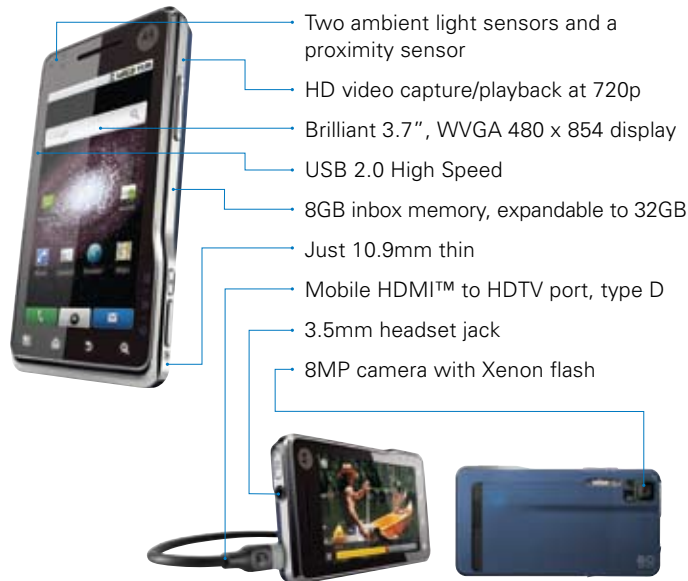 Two ambient light sensors and a
proximity sensor
HD video capture/playback at 720p
Brilliant 3.7”, WVGA 480 x 854 display
USB 2.0 High Speed
8GB inbox memory, expandable to 32GB
Just 10.9mm thin
Mobile HDMI™ to HDTV port, type D
3.5mm headset jack
8MP camera with Xenon flash